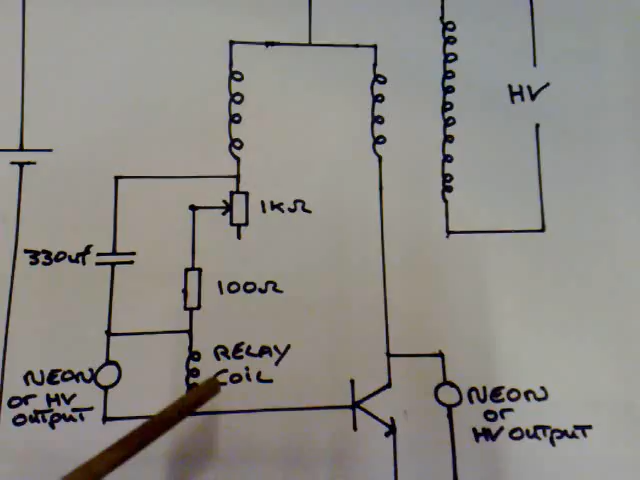 HV
1KΩ
330uf
100Ω
RELAY
COIL
NEON
OR HV
OUTPUT
NEON
OR
HV OUTPUT